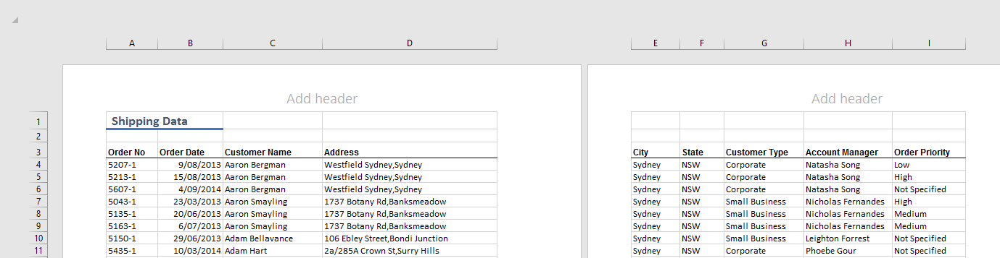 A B C D E F G H I
Add header Add header
1 Shipping Data
2
3 Order No Order Date Customer Name Address City State Customer Type Account Manager Order Priority
4 5207-1 9/08/2013 Aaron Bergman Westfield Sydney,Sydney Sydney NSW Corporate Natasha Song Low
5 5213-1 15/08/2013 Aaron Bergman Westfield Sydney,Sydney Sydney NSW Corporate Natasha Song High
6 5607-1 4/09/2014 Aaron Bergman Westfield Sydney,Sydney Sydney NSW Corporate Natasha Song Not Specified
7 5043-1 23/03/2013 Aaron Smayling 1737 Botany Rd,Banksmeadow Sydney NSW Small Business Nicholas Fernandes High
8 5135-1 20/06/2013 Aaron Smayling 1737 Botany Rd,Banksmeadow Sydney NSW Small Business Nicholas Fernandes Medium
9 5163-1 6/07/2013 Aaron Smayling 1737 Botany Rd,Banksmeadow Sydney NSW Small Business Nicholas Fernandes Medium
10 5150-1 29/06/2013 Adam Bellavance 106 Ebley Street,Bondi Junction Sydney NSW Small Business Leighton Forrest Not Specified
11 5435-1 10/03/2014 Adam Hart 2a/285A Crown St,Surry Hills Sydney NSW Corporate Phoebe Gour Not Specified